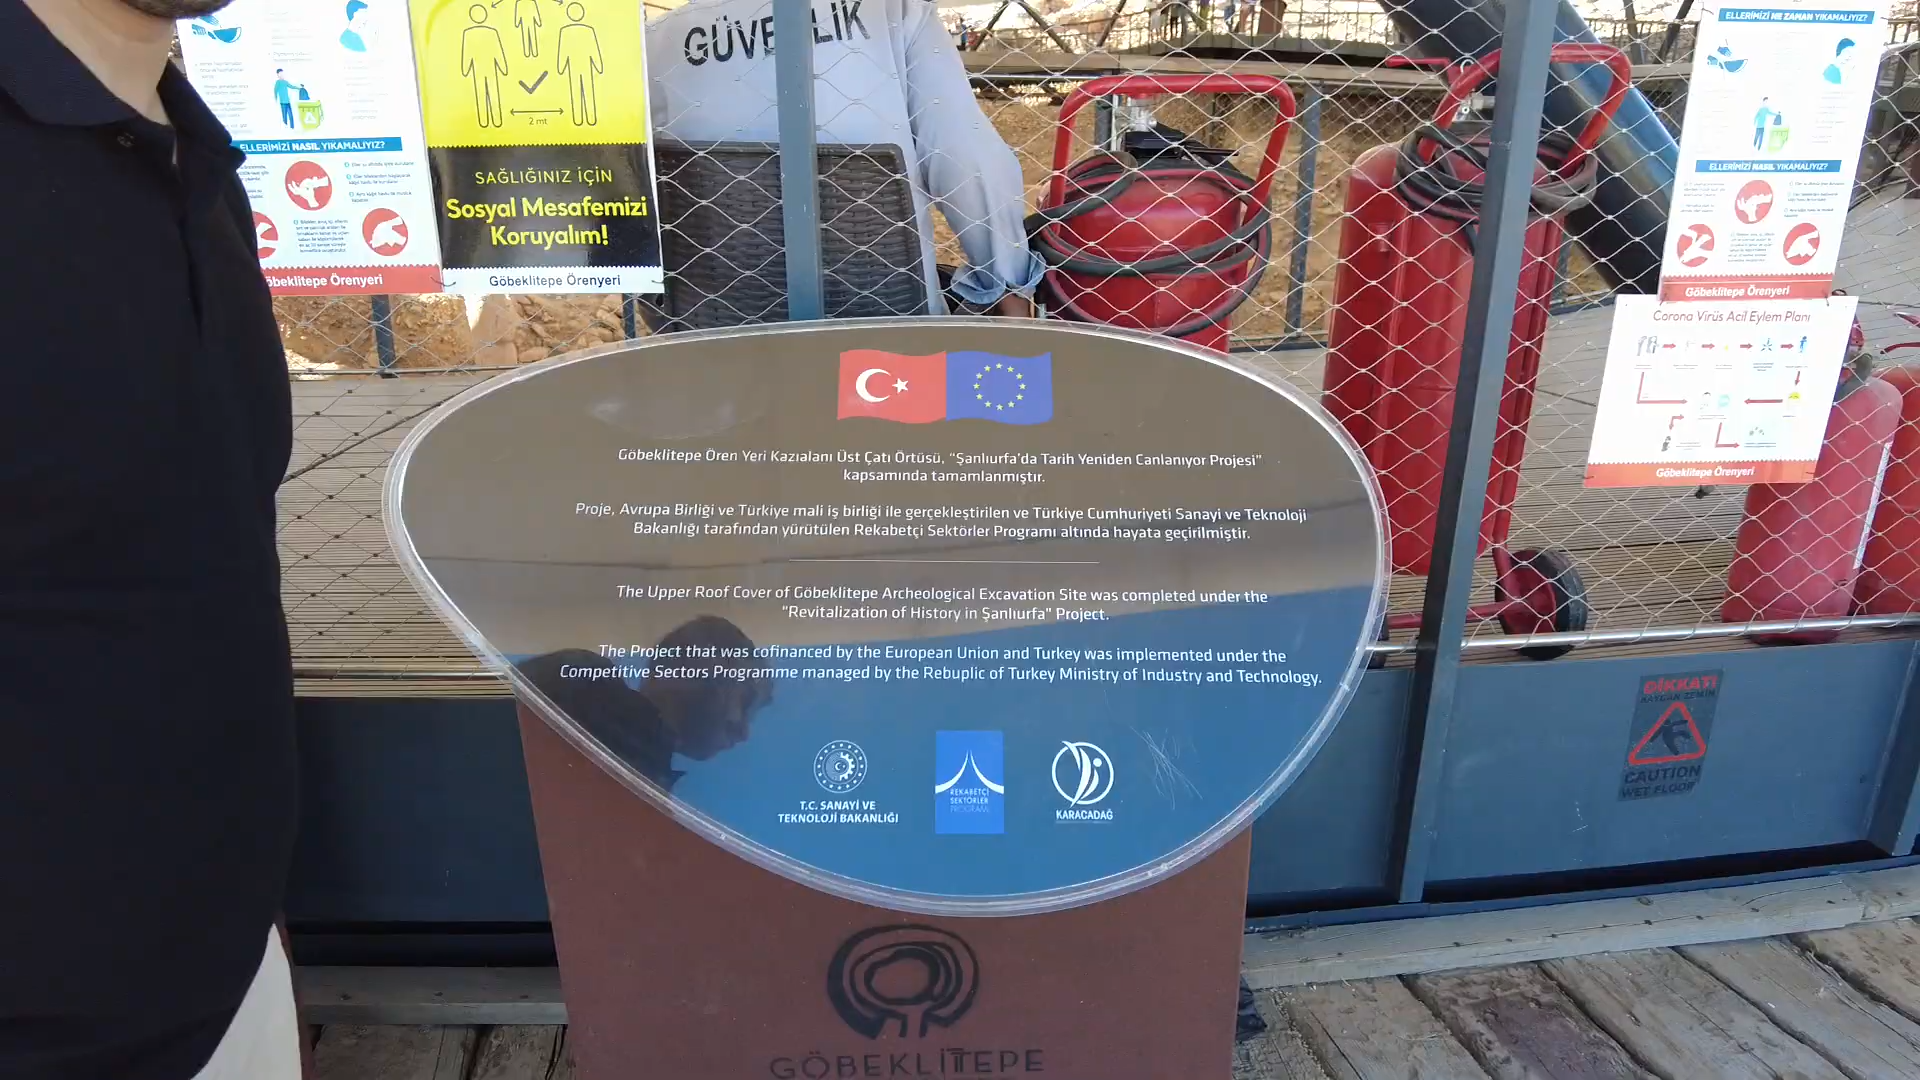 GÜVENLİK
2 mt
SAĞLIĞINIZ İÇİN
Sosyal Mesafemizi
Koruyalım!
Göbeklitepe Örenyeri
ELLERİMİZİ NASIL YIKAMALIYIZ?
öbeklitepe Örenyeri
ELLERİMİZİ NE ZAMAN YIKAMALIYIZ?
ELLERİMİZİ NASIL YIKAMALIYIZ?
Göbeklitepe Örenyeri
Corona Virüs Acil Eylem Planı
Göbeklitepe Örenyeri
Göbeklitepe Ören Yeri Kazıalanı Üst Çatı Örtüsü, "Şanlıurfa'da Tarih Yeniden Canlanıyor Projesi"
kapsamında tamamlanmıştır.
Proje, Avrupa Birliği ve Türkiye mali iş birliği ile gerçekleştirilen ve Türkiye Cumhuriyeti Sanayi ve Teknoloji
Bakanlığı tarafından yürütülen Rekabetçi Sektörler Programı altında hayata geçirilmiştir.
The Upper Roof Cover of Göbeklitepe Archeological Excavation Site was completed under the
"Revitalization of History in Şanlıurfa" Project.
The Project that was cofinanced by the European Union and Turkey was implemented under the
Competitive Sectors Programme managed by the Rebuplic of Turkey Ministry of Industry and Technology.
T.C. SANAYİ VE
TEKNOLOJİ BAKANLIĞI
REKABETÇİ
SEKTÖRLER
PROGRAMI
KARACADAĞ
DİKKAT!
KAYGAN ZEMİN
CAUTION
WET FLOOR
GÖBEKLİTEPE